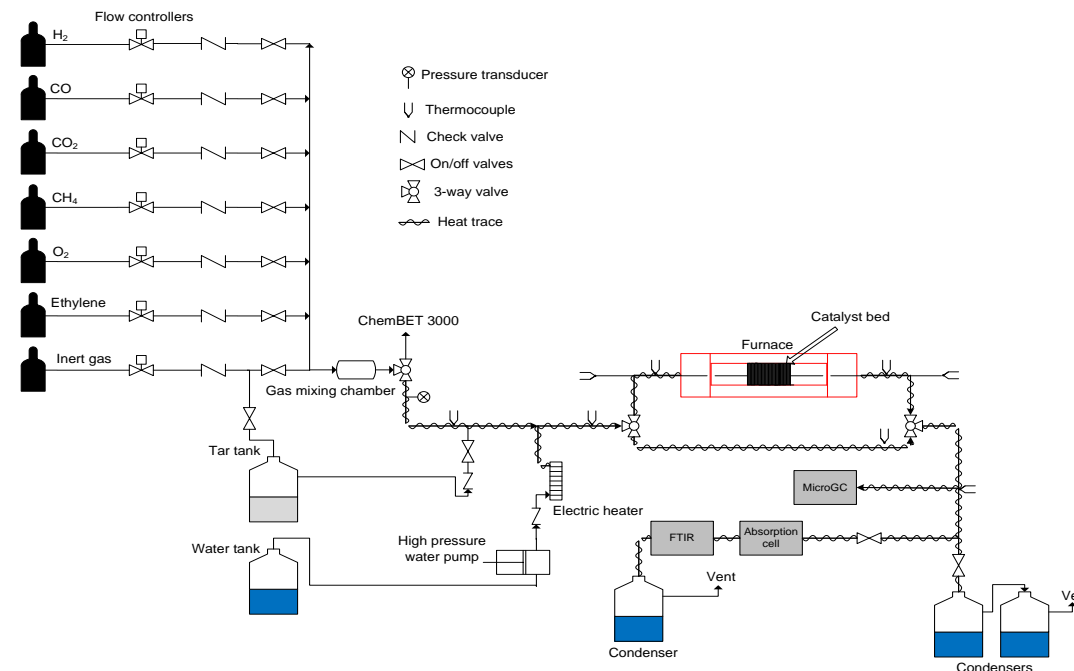 Flow controllers
H₂
CO
CO₂
CH₄
O₂
Ethylene
Inert gas
Pressure transducer
Thermocouple
Check valve
On/off valves
3-way valve
Heat trace
ChemBET 3000
Gas mixing chamber
Catalyst bed
Furnace
Tar tank
Water tank
High pressure
water pump
Electric heater
MicroGC
FTIR
Absorption
cell
Vent
Condenser
Condensers